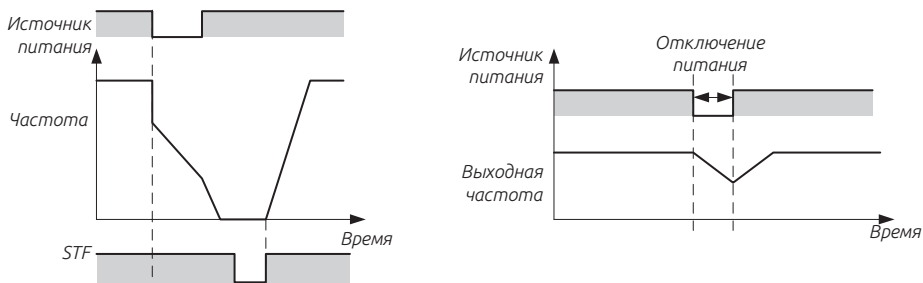 Источник
питания
Частота
Время
STF
Отключение
питания
Источник
питания
Выходная
частота
Время